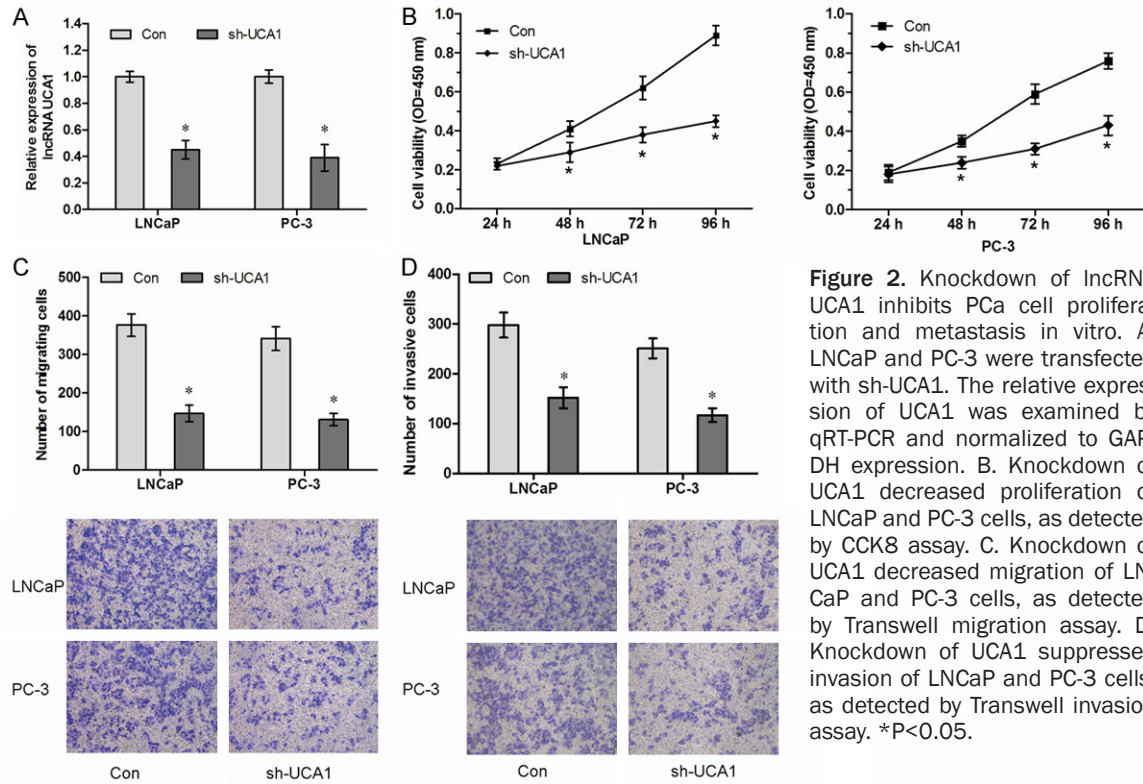 A
Con
sh-UCA1
Relative expression of
lncRNA UCA1
1.4
1.2
1.0
0.8
0.6
0.4
0.2
0.0
*
*
LNCaP
PC-3
B
Con
sh-UCA1
Cell viability (OD=450 nm)
1.0
0.8
0.6
0.4
0.2
0.0
*
*
*
24 h
48 h
72 h
96 h
LNCaP
Con
sh-UCA1
Cell viability (OD=450 nm)
1.0
0.8
0.6
0.4
0.2
0.0
*
*
*
24 h
48 h
72 h
96 h
PC-3
C
Con
sh-UCA1
Number of migrating cells
500
400
300
200
100
0
*
*
LNCaP
PC-3
LNCaP
PC-3
Con
sh-UCA1
D
Con
sh-UCA1
Number of invasive cells
400
300
200
100
0
*
*
LNCaP
PC-3
LNCaP
PC-3
Con
sh-UCA1
Figure 2. Knockdown of lncRN
UCA1 inhibits PCa cell prolifera
tion and metastasis in vitro. A
LNCaP and PC-3 were transfecte
with sh-UCA1. The relative expres
sion of UCA1 was examined b
qRT-PCR and normalized to GAP
DH expression. B. Knockdown o
UCA1 decreased proliferation o
LNCaP and PC-3 cells, as detecte
by CCK8 assay. C. Knockdown o
UCA1 decreased migration of LN
CaP and PC-3 cells, as detecte
by Transwell migration assay. D
Knockdown of UCA1 suppresse
invasion of LNCaP and PC-3 cells
as detected by Transwell invasio
assay. *P<0.05.